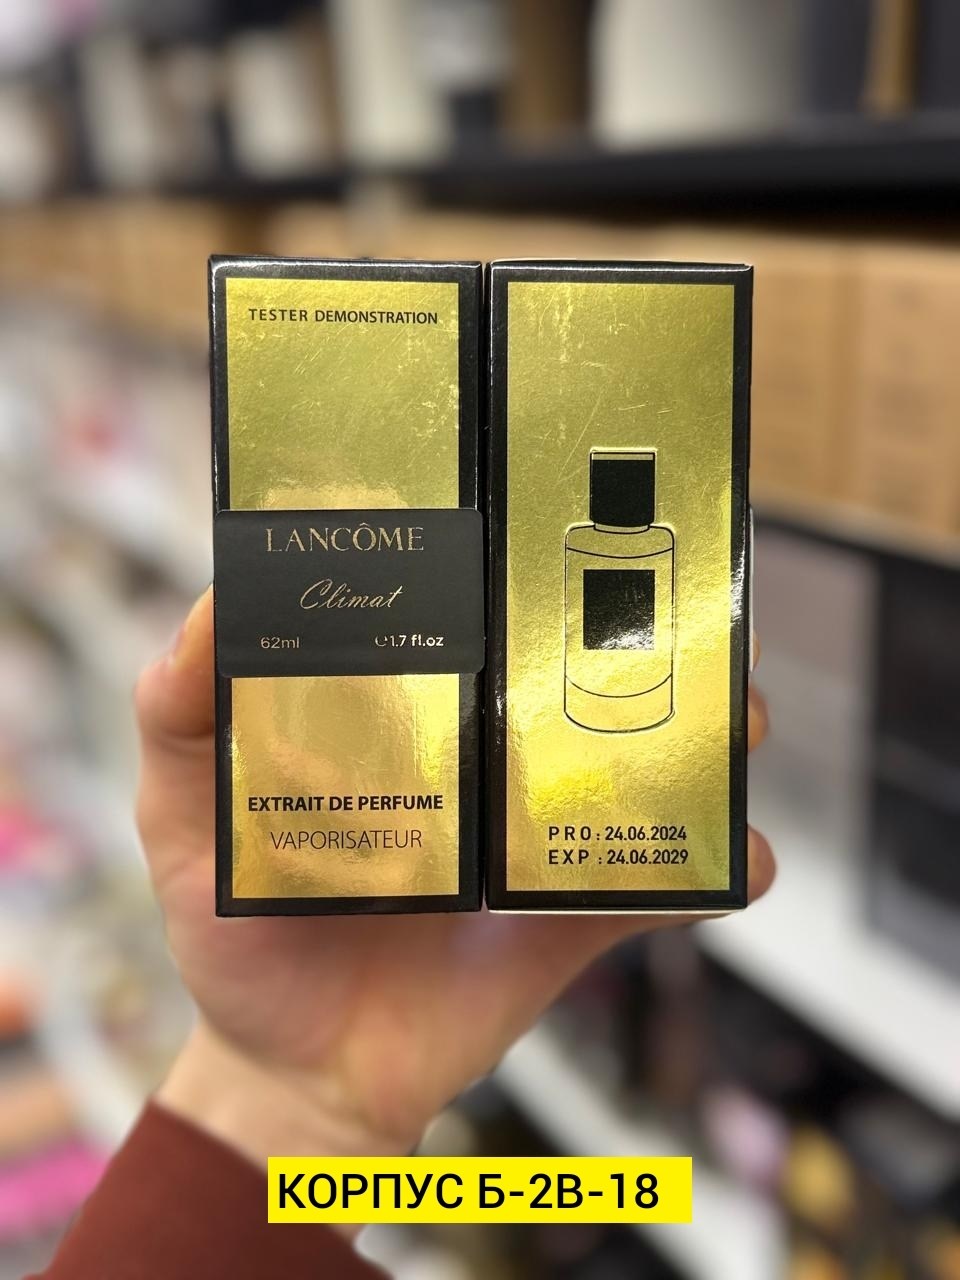 TESTER DEMONSTRATION
LANCÔME
Climat
62ml ℮1.7 fl.oz
EXTRAIT DE PERFUME
VAPORISATEUR
PRO : 24.06.2024
EXP : 24.06.2029
КОРПУС Б-2В-18